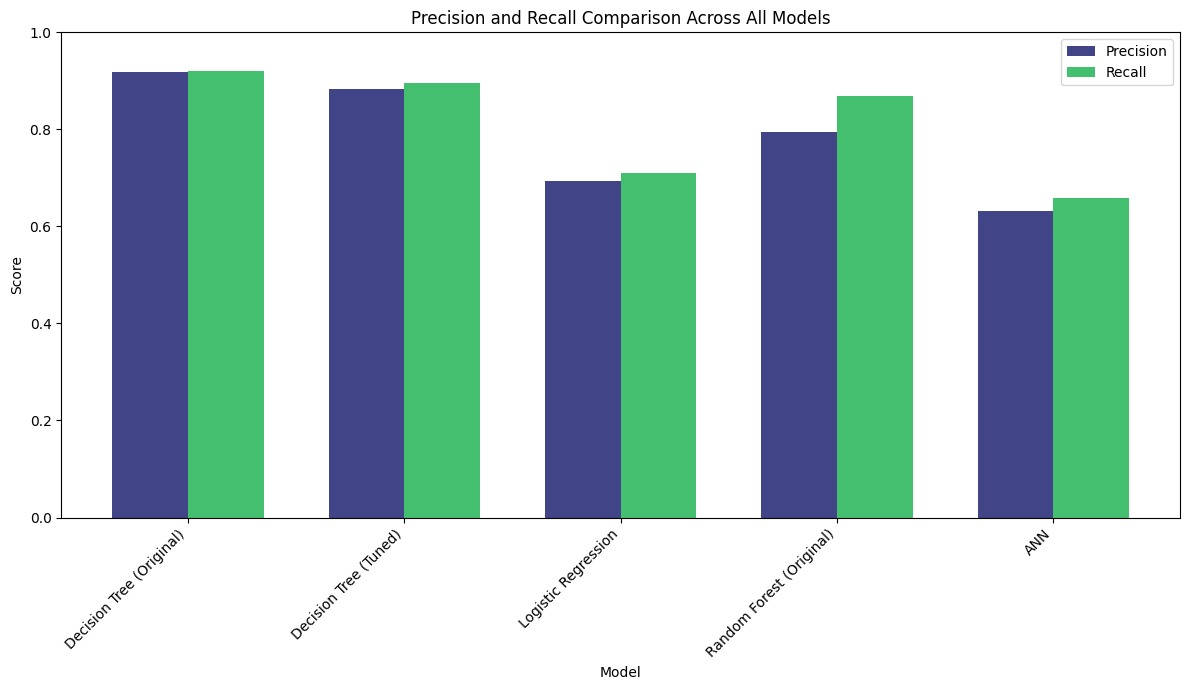 Precision and Recall Comparison Across All Models
Precision
Recall
Score
1.0
0.8
0.6
0.4
0.2
0.0
Decision Tree (Original)
Decision Tree (Tuned)
Logistic Regression
Random Forest (Original)
ANN
Model